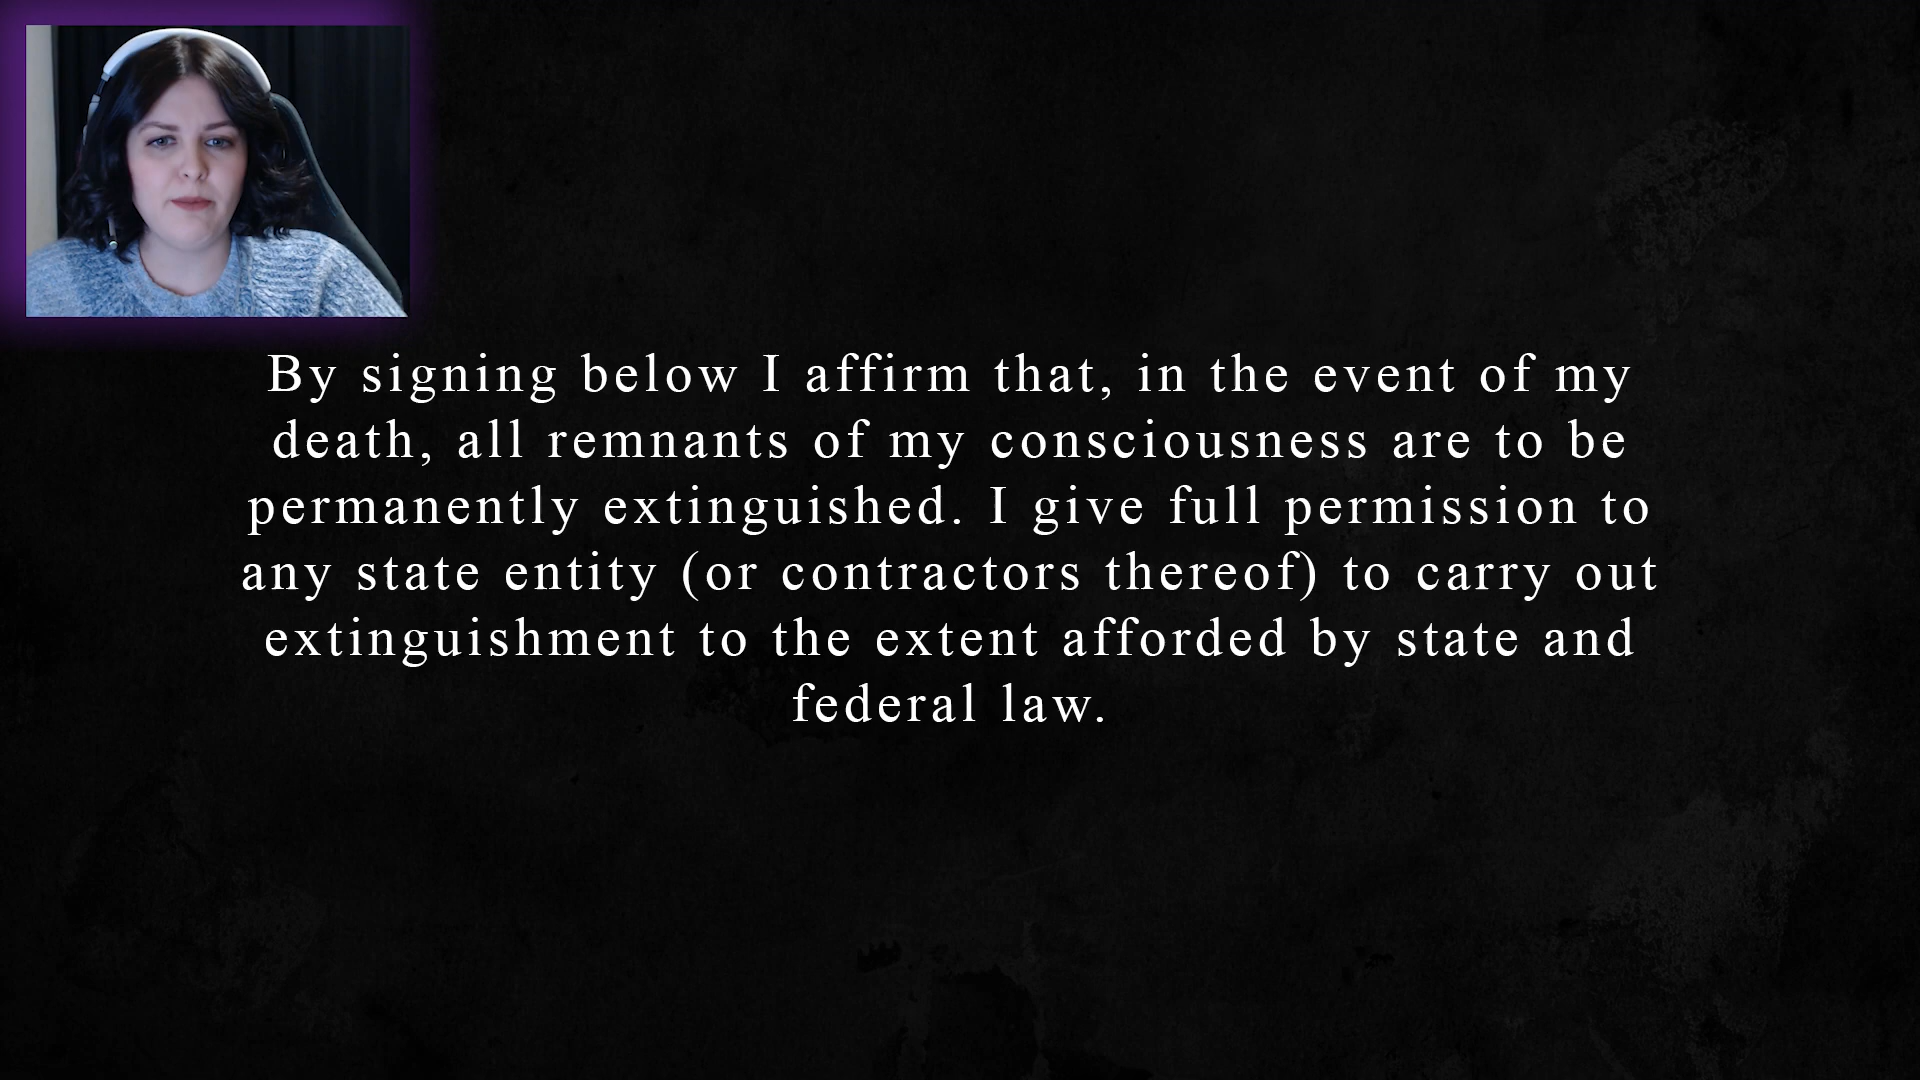 By signing below I affirm that, in the event of my
death, all remnants of my consciousness are to be
permanently extinguished. I give full permission to
any state entity (or contractors thereof) to carry out
extinguishment to the extent afforded by state and
federal law.